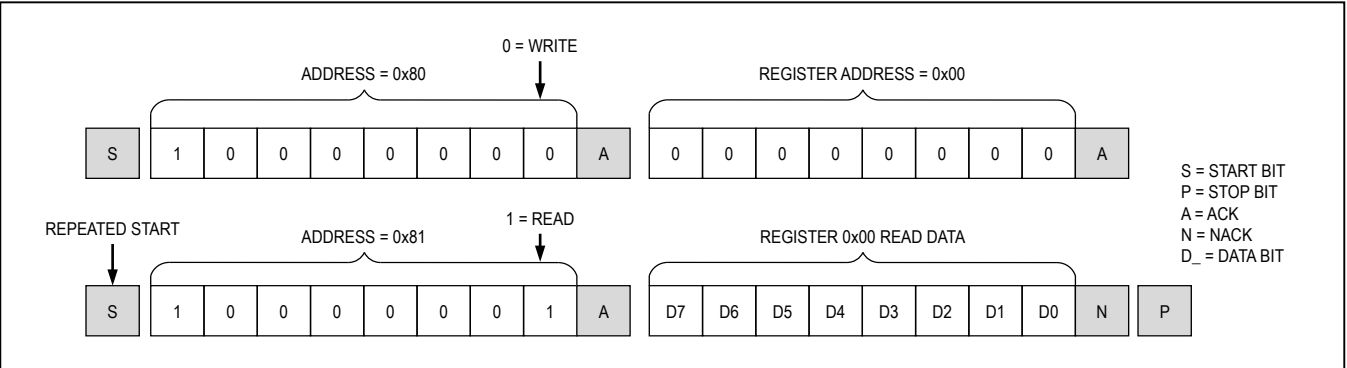 0 = WRITE
ADDRESS = 0x80 REGISTER ADDRESS = 0x00
S 1 0 0 0 0 0 0 0 A 0 0 0 0 0 0 0 0 A
S = START BIT
P = STOP BIT
A = ACK
N = NACK
D_ = DATA BIT
1 = READ
REPEATED START ADDRESS = 0x81 REGISTER 0x00 READ DATA
S 1 0 0 0 0 0 0 1 A D7 D6 D5 D4 D3 D2 D1 D0 N P